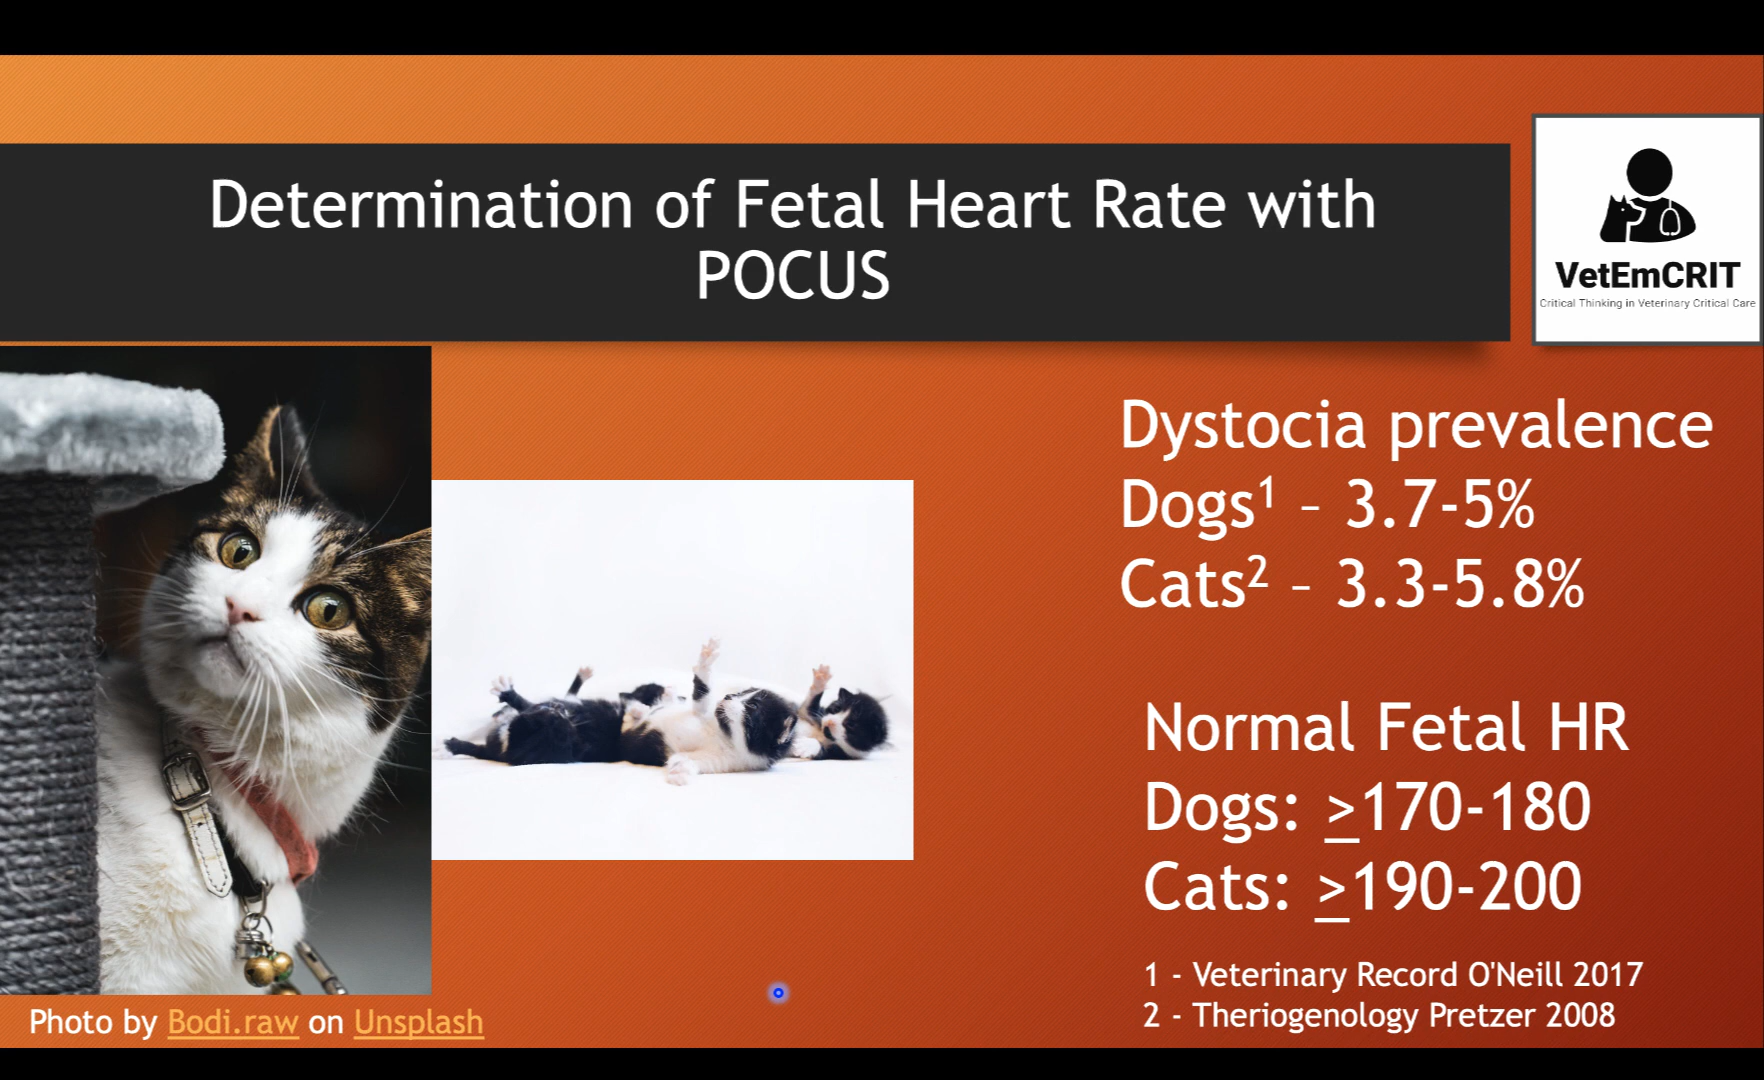 Determination of Fetal Heart Rate with
POCUS
VetEmCRIT
Critical Thinking in Veterinary Critical Care
Dystocia prevalence
Dogs¹ – 3.7-5%
Cats² – 3.3-5.8%
Normal Fetal HR
Dogs: >170-180
Cats: >190-200
1 - Veterinary Record O'Neill 2017
2 - Theriogenology Pretzer 2008
Photo by Bodi.raw on Unsplash